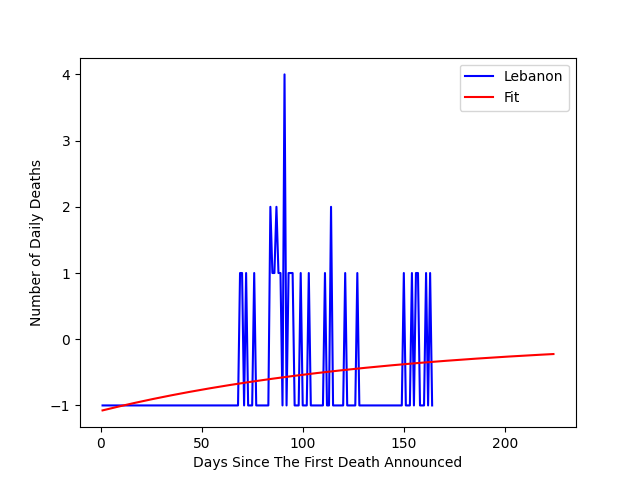 Lebanon
Fit
4
3
2
1
0
−1
0
50
100
150
200
Number of Daily Deaths
Days Since The First Death Announced